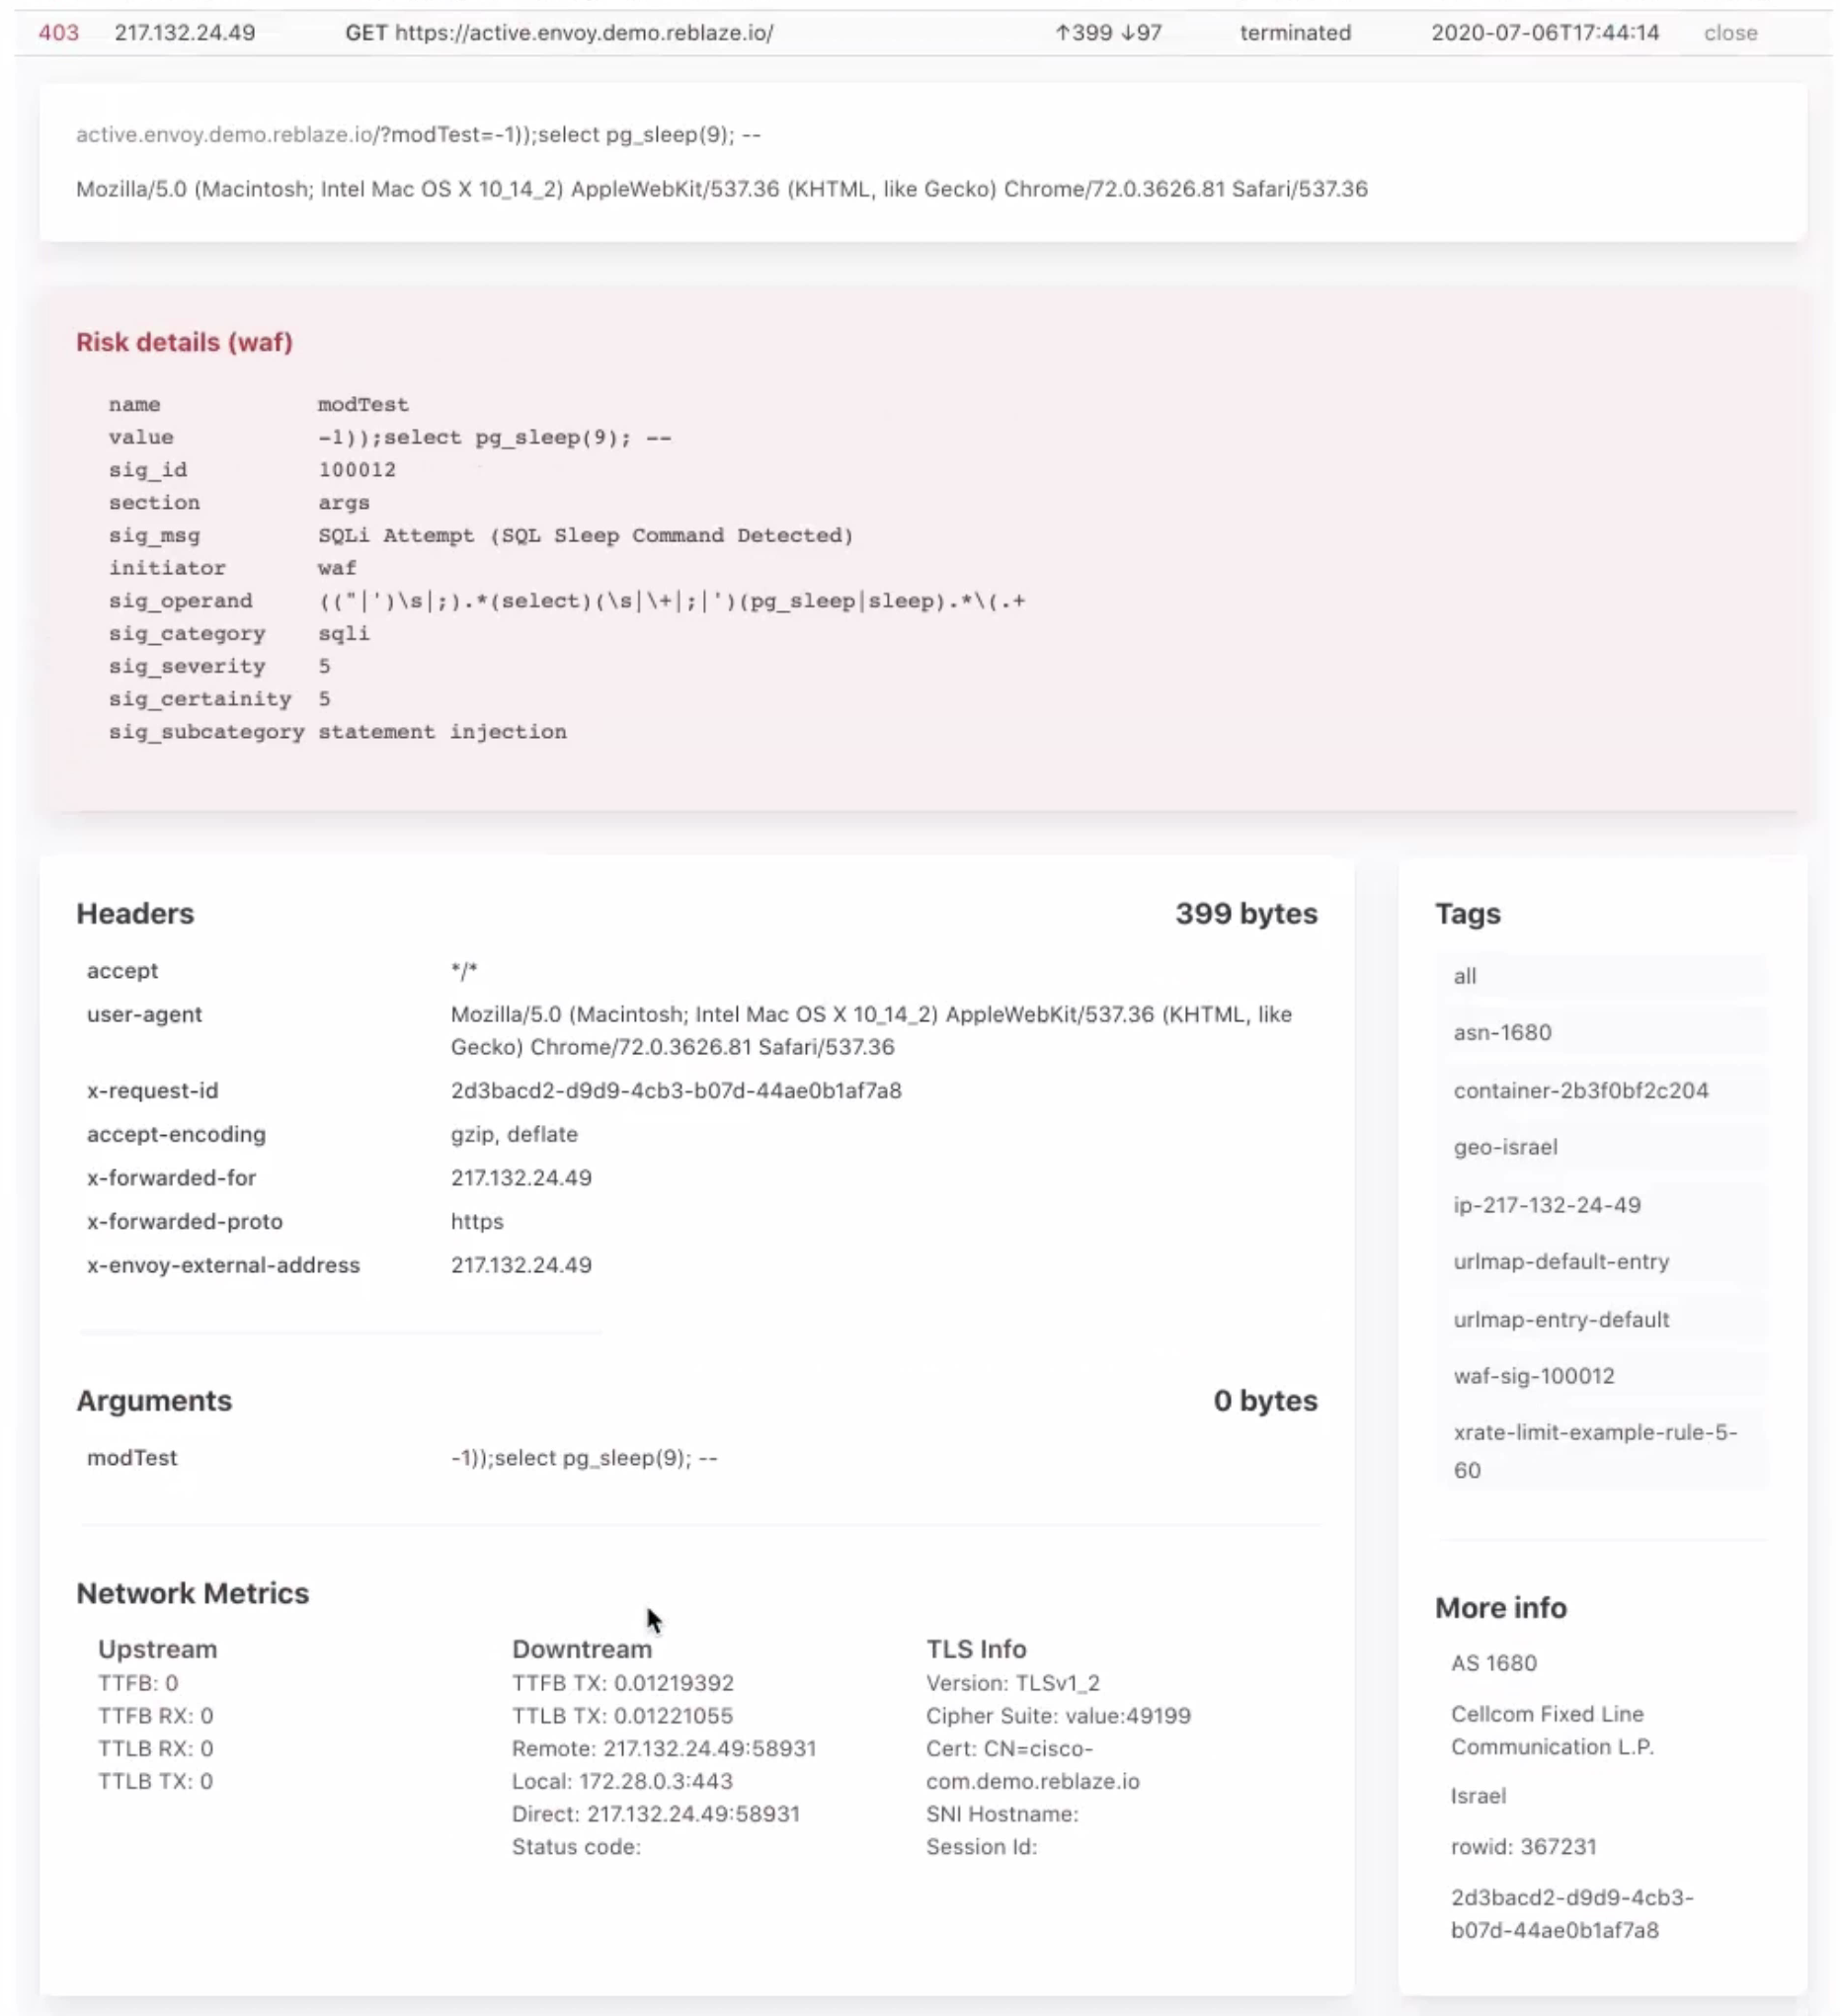 403 217.132.24.49 GET https://active.envoy.demo.reblaze.io/ ↑399 ↓97 terminated 2020-07-06T17:44:14 close
active.envoy.demo.reblaze.io/?modTest=-1));select pg_sleep(9); --
Mozilla/5.0 (Macintosh; Intel Mac OS X 10_14_2) AppleWebKit/537.36 (KHTML, like Gecko) Chrome/72.0.3626.81 Safari/537.36
Risk details (waf)
name modTest
value -1));select pg_sleep(9); --
sig_id 100012
section args
sig_msg SQLi Attempt (SQL Sleep Command Detected)
initiator waf
sig_operand (("|')\s|;).*(select)(\s|\+|;|')(pg_sleep|sleep).*\(.+
sig_category sqli
sig_severity 5
sig_certainity 5
sig_subcategory statement injection
Headers 399 bytes
accept */*
user-agent Mozilla/5.0 (Macintosh; Intel Mac OS X 10_14_2) AppleWebKit/537.36 (KHTML, like
Gecko) Chrome/72.0.3626.81 Safari/537.36
x-request-id 2d3bacd2-d9d9-4cb3-b07d-44ae0b1af7a8
accept-encoding gzip, deflate
x-forwarded-for 217.132.24.49
x-forwarded-proto https
x-envoy-external-address 217.132.24.49
Arguments 0 bytes
modTest -1));select pg_sleep(9); --
Network Metrics
Upstream
TTFB: 0
TTFB RX: 0
TTLB RX: 0
TTLB TX: 0
Downtream
TTFB TX: 0.01219392
TTLB TX: 0.01221055
Remote: 217.132.24.49:58931
Local: 172.28.0.3:443
Direct: 217.132.24.49:58931
Status code:
TLS Info
Version: TLSv1_2
Cipher Suite: value:49199
Cert: CN=cisco-
com.demo.reblaze.io
SNI Hostname:
Session Id:
Tags
all
asn-1680
container-2b3f0bf2c204
geo-israel
ip-217-132-24-49
urlmap-default-entry
urlmap-entry-default
waf-sig-100012
xrate-limit-example-rule-5-
60
More info
AS 1680
Cellcom Fixed Line
Communication L.P.
Israel
rowid: 367231
2d3bacd2-d9d9-4cb3-
b07d-44ae0b1af7a8